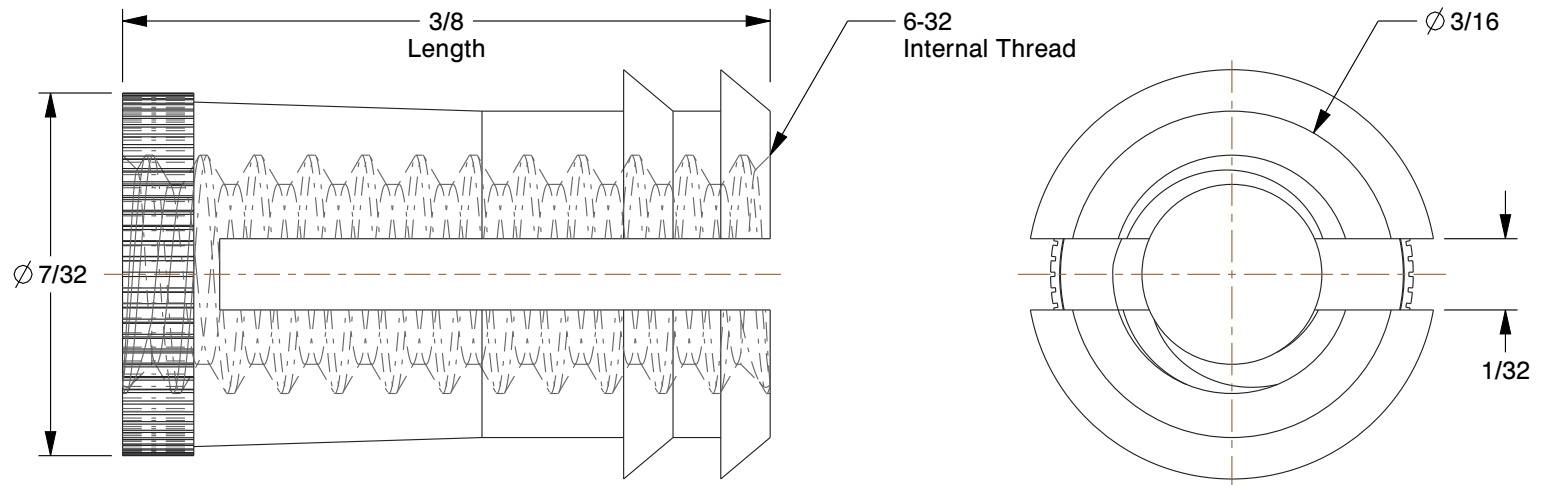 3/8
Length
6-32
Internal Thread
∅ 3/16
∅ 7/32
1/32